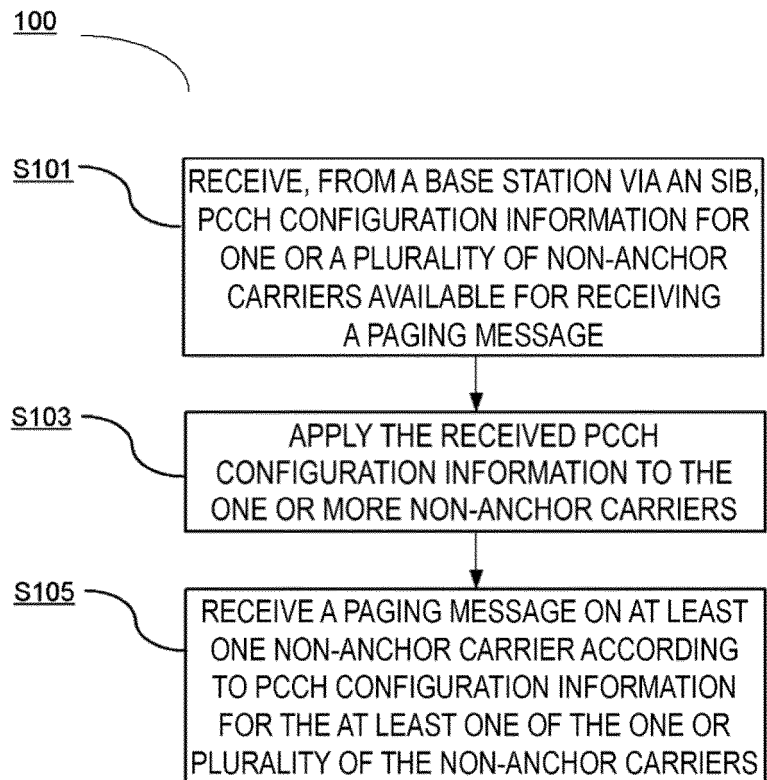 100
S101
RECEIVE, FROM A BASE STATION VIA AN SIB,
PCCH CONFIGURATION INFORMATION FOR
ONE OR A PLURALITY OF NON-ANCHOR
CARRIERS AVAILABLE FOR RECEIVING
A PAGING MESSAGE
S103
APPLY THE RECEIVED PCCH
CONFIGURATION INFORMATION TO THE
ONE OR MORE NON-ANCHOR CARRIERS
S105
RECEIVE A PAGING MESSAGE ON AT LEAST
ONE NON-ANCHOR CARRIER ACCORDING
TO PCCH CONFIGURATION INFORMATION
FOR THE AT LEAST ONE OF THE ONE OR
PLURALITY OF THE NON-ANCHOR CARRIERS